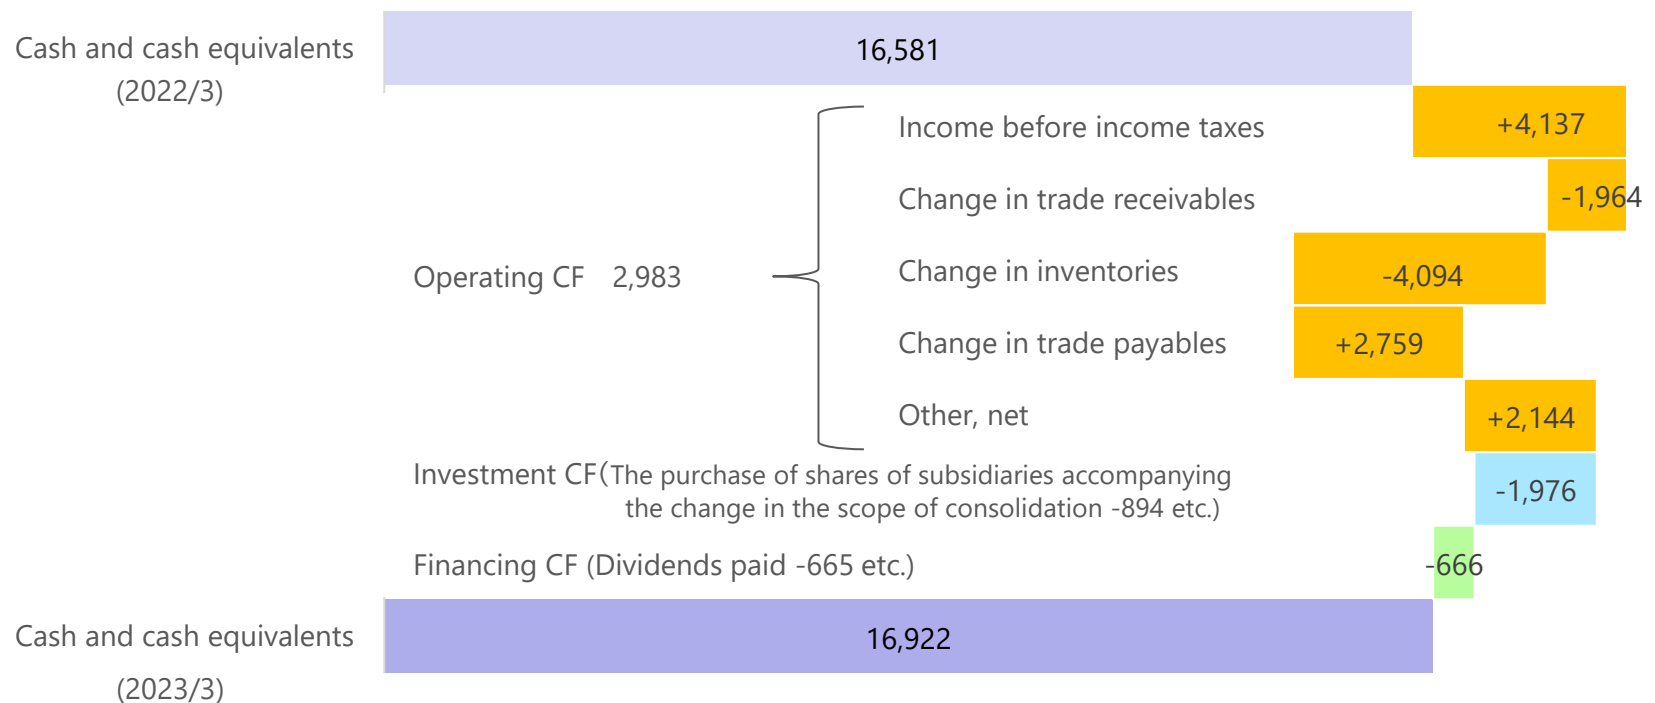 Cash and cash equivalents
(2022/3)
16,581
Income before income taxes
+4,137
Change in trade receivables
-1,964
Operating CF 2,983
Change in inventories
-4,094
Change in trade payables
+2,759
Other, net
+2,144
Investment CF(The purchase of shares of subsidiaries accompanying
the change in the scope of consolidation -894 etc.)
-1,976
Financing CF (Dividends paid -665 etc.)
-666
Cash and cash equivalents
(2023/3)
16,922